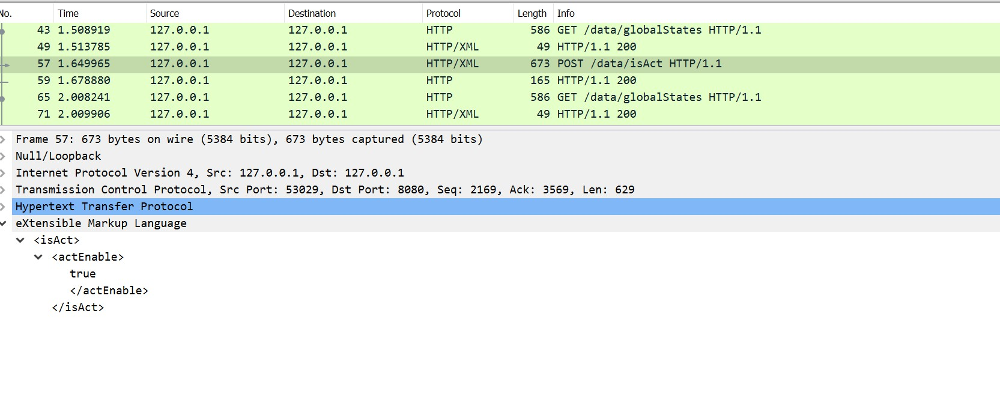 No. Time Source Destination Protocol Length Info
43 1.508919 127.0.0.1 127.0.0.1 HTTP 586 GET /data/globalStates HTTP/1.1
49 1.513785 127.0.0.1 127.0.0.1 HTTP/XML 49 HTTP/1.1 200
57 1.649965 127.0.0.1 127.0.0.1 HTTP/XML 673 POST /data/isAct HTTP/1.1
59 1.678880 127.0.0.1 127.0.0.1 HTTP 165 HTTP/1.1 200
65 2.008241 127.0.0.1 127.0.0.1 HTTP 586 GET /data/globalStates HTTP/1.1
71 2.009906 127.0.0.1 127.0.0.1 HTTP/XML 49 HTTP/1.1 200
Frame 57: 673 bytes on wire (5384 bits), 673 bytes captured (5384 bits)
Null/Loopback
Internet Protocol Version 4, Src: 127.0.0.1, Dst: 127.0.0.1
Transmission Control Protocol, Src Port: 53029, Dst Port: 8080, Seq: 2169, Ack: 3569, Len: 629
Hypertext Transfer Protocol
eXtensible Markup Language
<isAct>
<actEnable>
true
</actEnable>
</isAct>